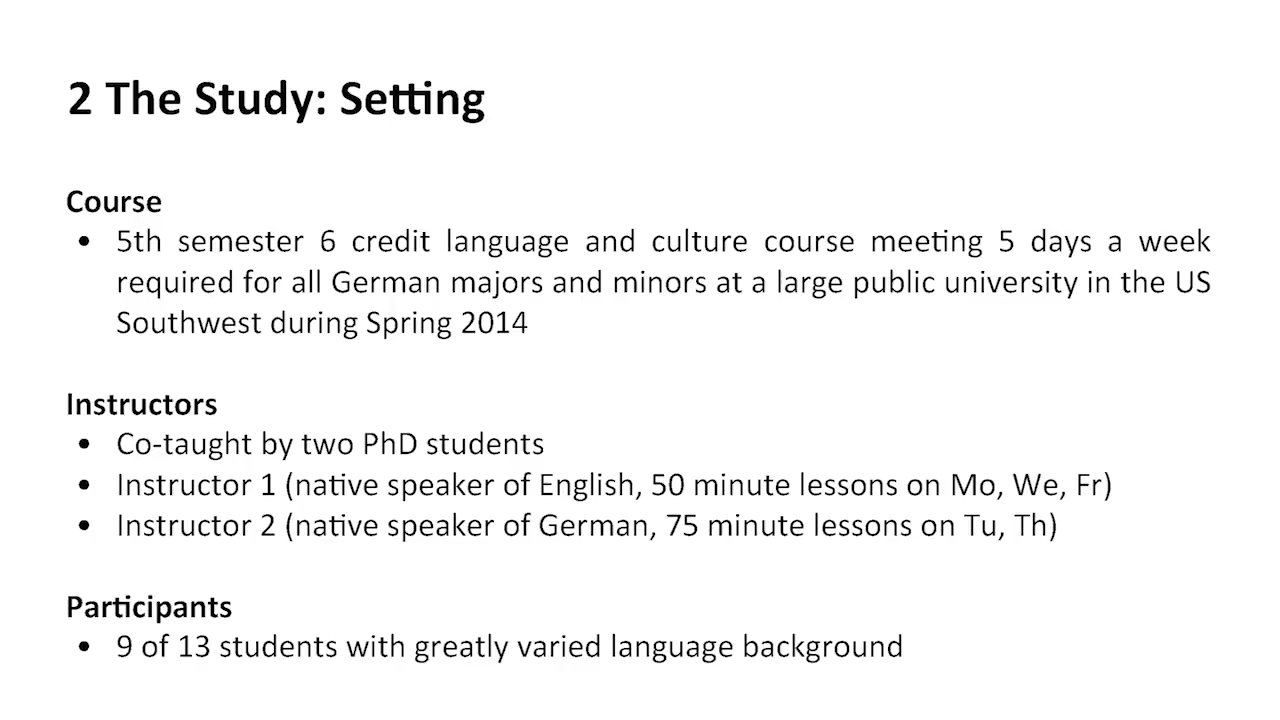 2 The Study: Setting
Course
• 5th semester 6 credit language and culture course meeting 5 days a week
required for all German majors and minors at a large public university in the US
Southwest during Spring 2014
Instructors
• Co-taught by two PhD students
• Instructor 1 (native speaker of English, 50 minute lessons on Mo, We, Fr)
• Instructor 2 (native speaker of German, 75 minute lessons on Tu, Th)
Participants
• 9 of 13 students with greatly varied language background